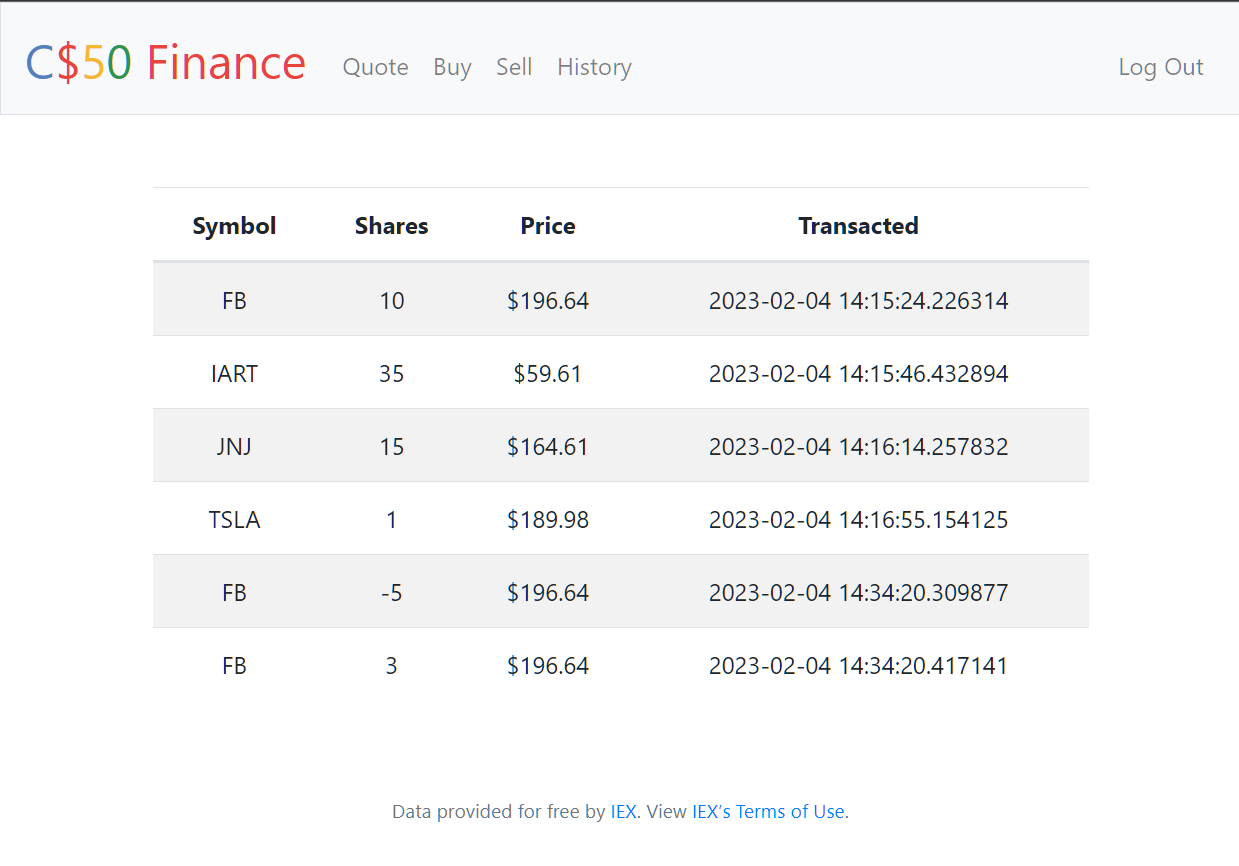 C$50 Finance Quote Buy Sell History Log Out
Symbol Shares Price Transacted
FB 10 $196.64 2023-02-04 14:15:24.226314
IART 35 $59.61 2023-02-04 14:15:46.432894
JNJ 15 $164.61 2023-02-04 14:16:14.257832
TSLA 1 $189.98 2023-02-04 14:16:55.154125
FB -5 $196.64 2023-02-04 14:34:20.309877
FB 3 $196.64 2023-02-04 14:34:20.417141
Data provided for free by IEX. View IEX's Terms of Use.